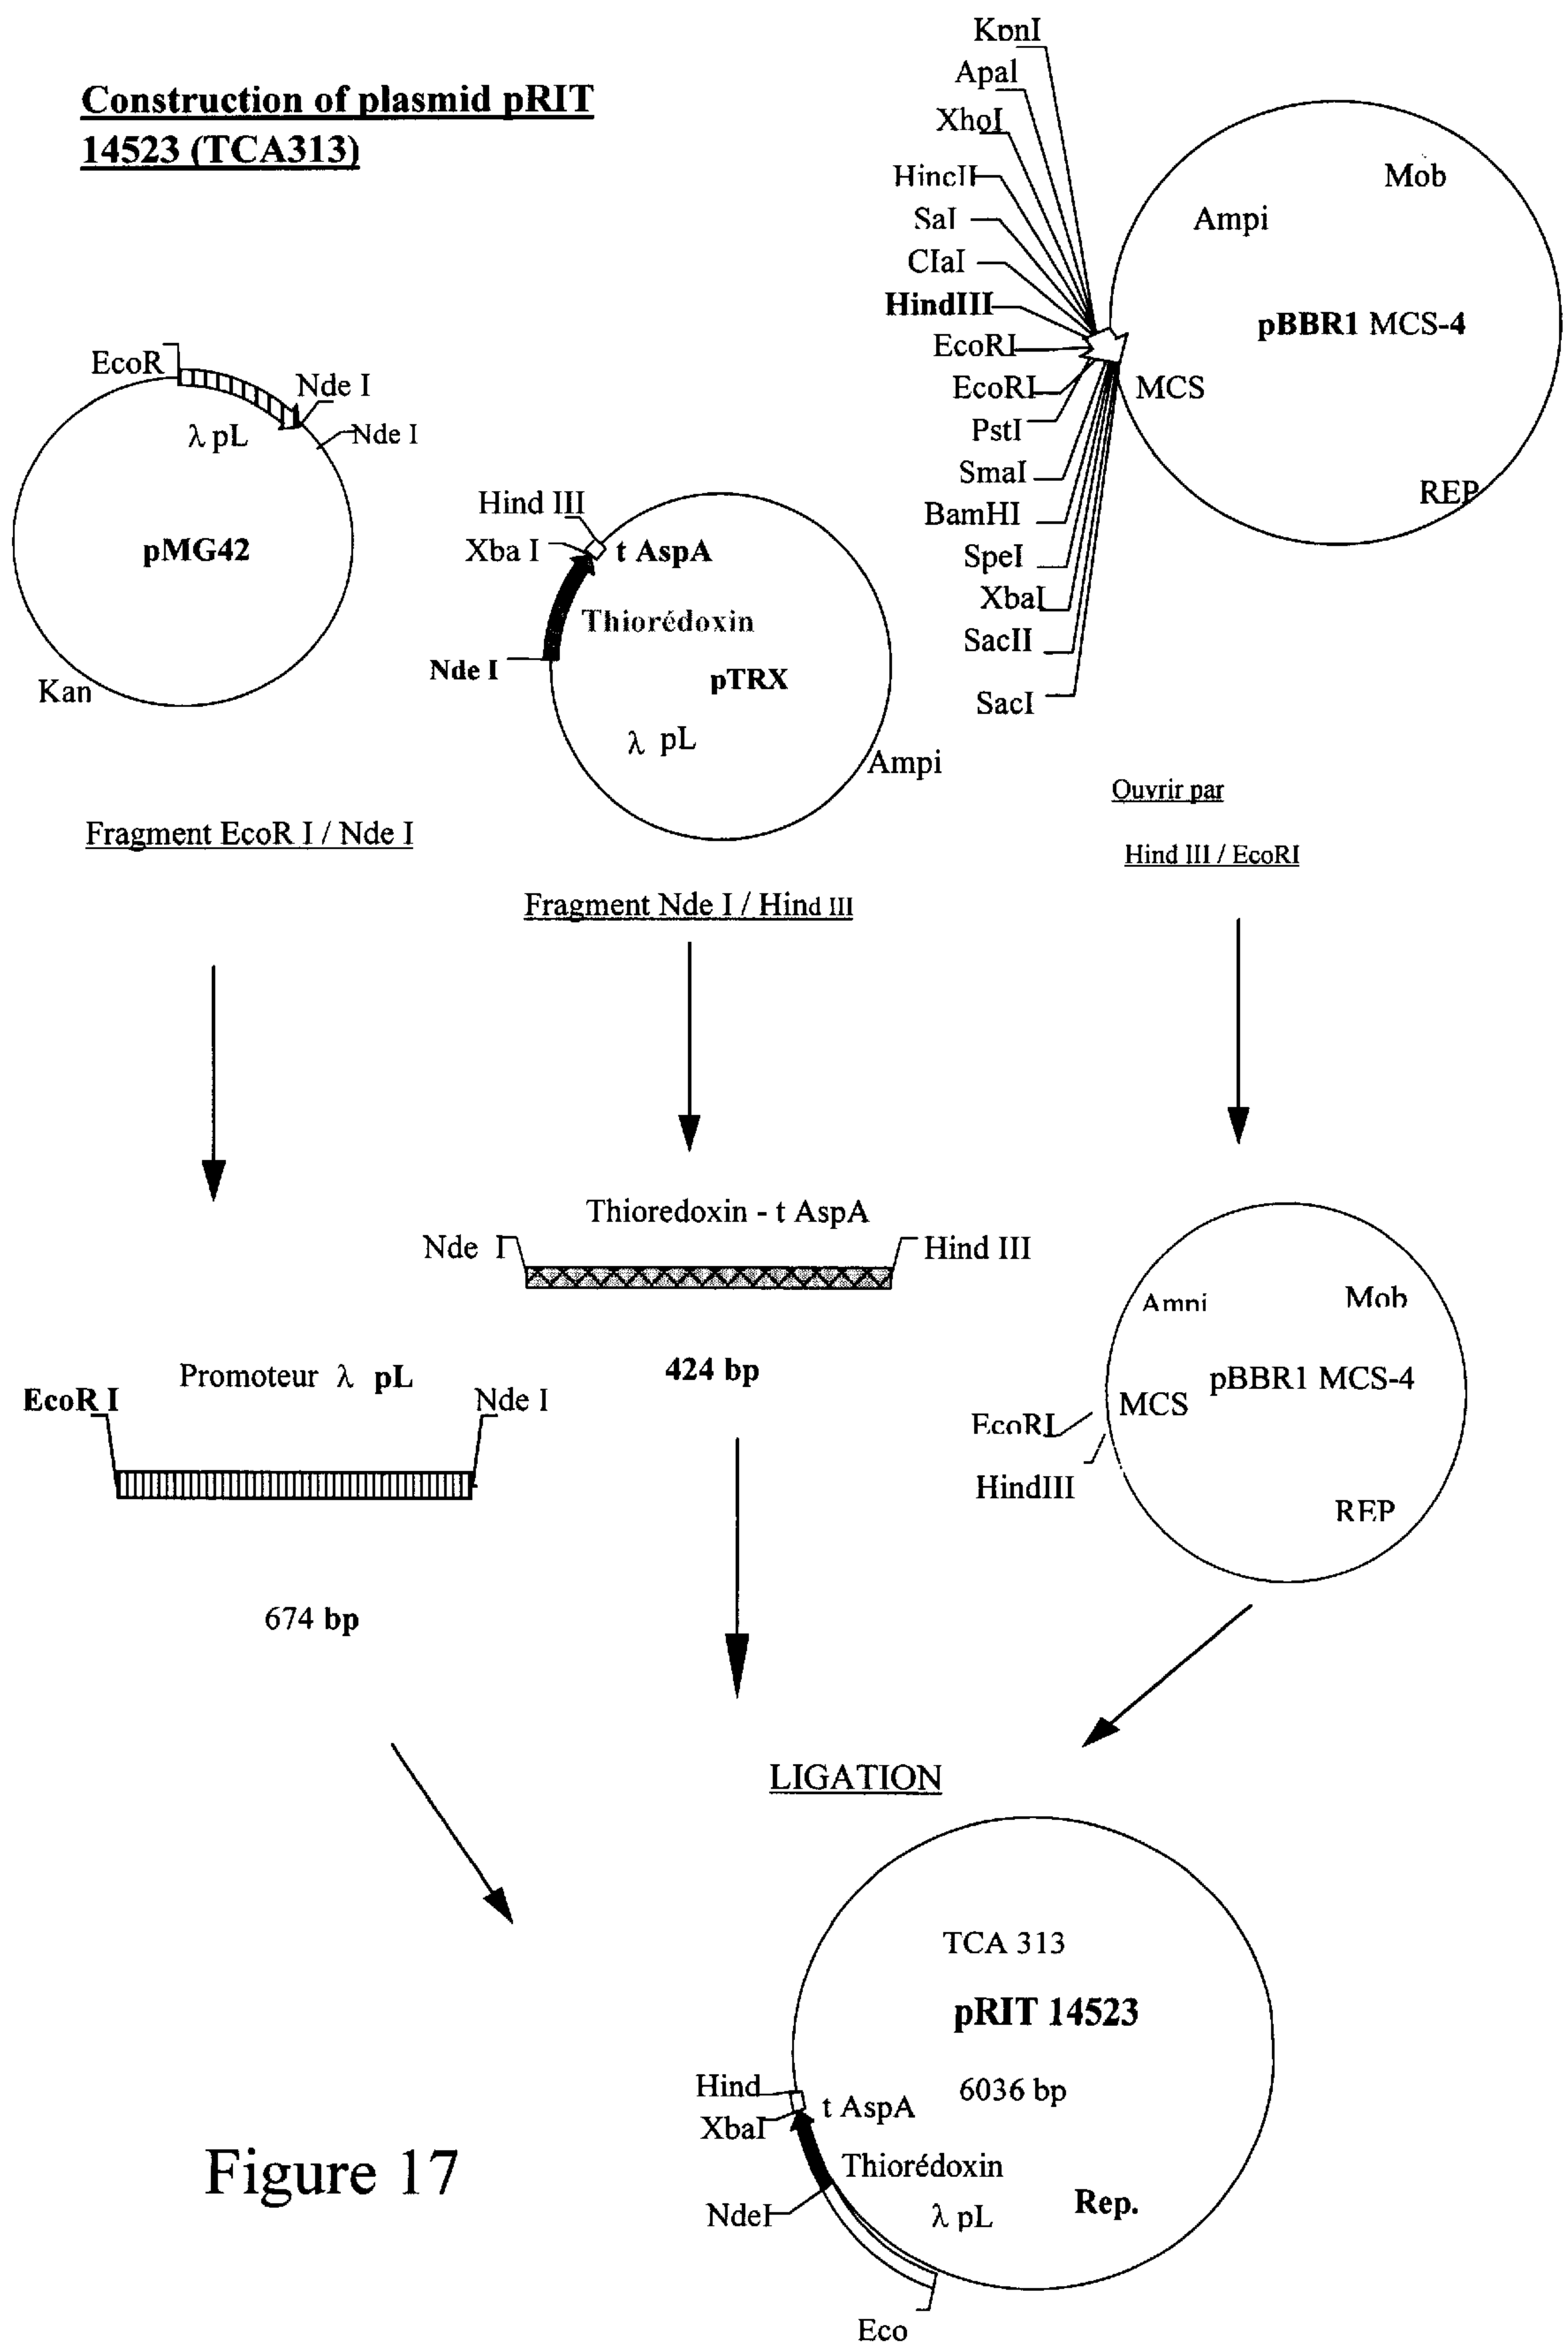 Construction of plasmid pRIT
14523 (TCA313)
KpnI
ApaI
XhoI
HincII
SaI
ClaI
HindIII
EcoRI
EcoRI
PstI
SmaI
BamHI
SpeI
XbaI
SacII
SacI
Mob
Ampi
pBBR1 MCS-4
MCS
REP
EcoR
Nde I
λ pL
Nde I
pMG42
Kan
Hind III
Xba I
t AspA
Thiorédoxin
Nde I
pTRX
λ pL
Ampi
Ouvrir par
Hind III / EcoRI
Fragment EcoR I / Nde I
Fragment Nde I / Hind III
Thioredoxin - t AspA
Nde I
Hind III
424 bp
Promoteur λ pL
EcoR I
Nde I
674 bp
Amni
Mob
pBBR1 MCS-4
MCS
EcoRI
HindIII
REP
LIGATION
TCA 313
pRIT 14523
6036 bp
Hind
t AspA
XbaI
Thiorédoxin
NdeI
λ pL
Rep.
Eco
Figure 17